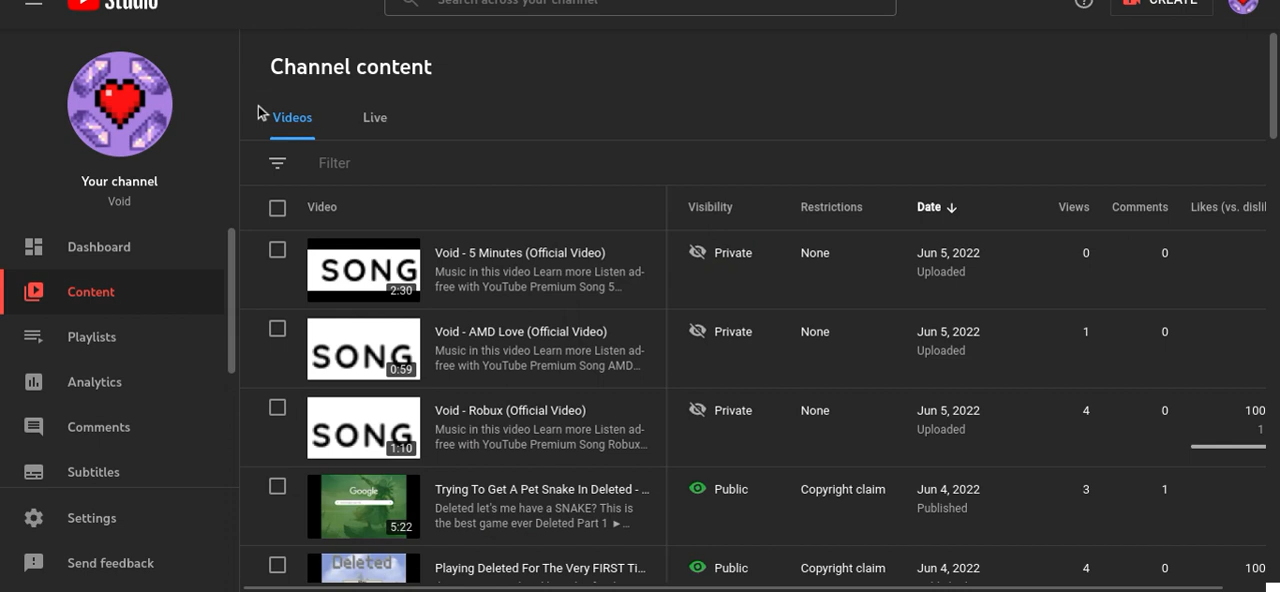 Studio
Search across your channel
CREATE
Channel content
Videos
Live
Filter
Your channel
Void
Dashboard
Content
Playlists
Analytics
Comments
Subtitles
Settings
Send feedback
Video
Visibility
Restrictions
Date
Views
Comments
Likes (vs. disli
SONG
2:30
Void - 5 Minutes (Official Video)
Music in this video Learn more Listen ad-
free with YouTube Premium Song 5…
Private
None
Jun 5, 2022
Uploaded
0
0
SONG
0:59
Void - AMD Love (Official Video)
Music in this video Learn more Listen ad-
free with YouTube Premium Song AMD…
Private
None
Jun 5, 2022
Uploaded
1
0
SONG
1:10
Void - Robux (Official Video)
Music in this video Learn more Listen ad-
free with YouTube Premium Song Robux…
Private
None
Jun 5, 2022
Uploaded
4
0
100
1
Google
5:22
Trying To Get A Pet Snake In Deleted - …
Deleted let's me have a SNAKE? This is
the best game ever Deleted Part 1 ►…
Public
Copyright claim
Jun 4, 2022
Published
3
1
Deleted
Playing Deleted For The Very FIRST Ti…
Public
Copyright claim
Jun 4, 2022
4
0
100